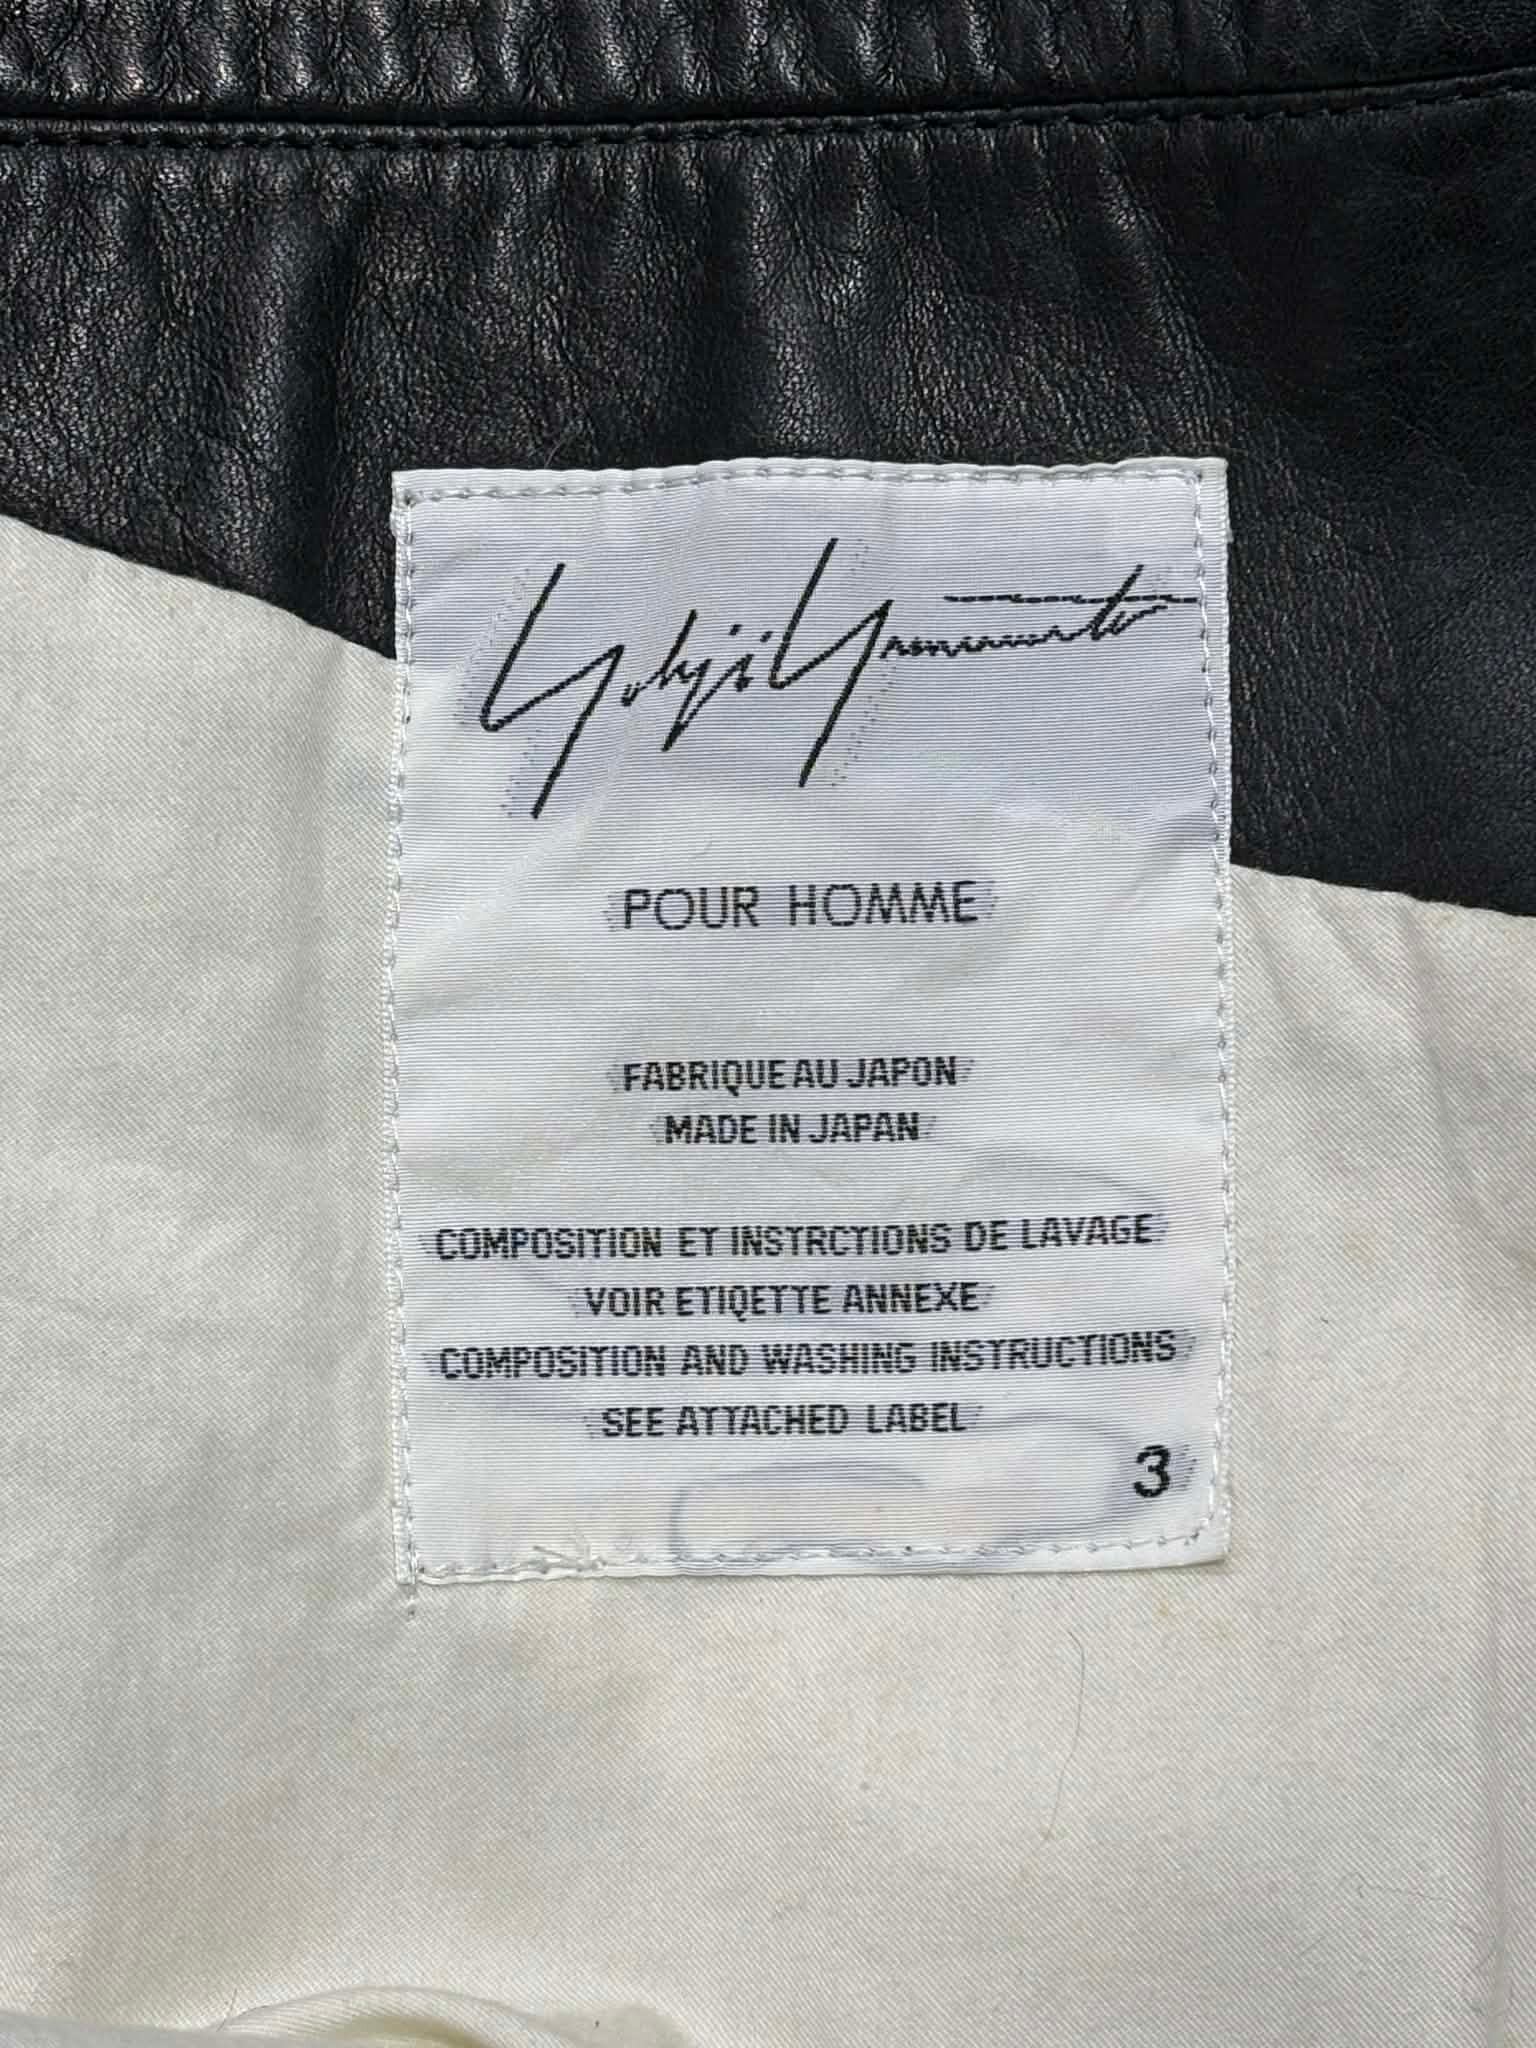 Yohji Yamamoto
POUR HOMME
FABRIQUE AU JAPON
MADE IN JAPAN
COMPOSITION ET INSTRCTIONS DE LAVAGE
VOIR ETIQETTE ANNEXE
COMPOSITION AND WASHING INSTRUCTIONS
SEE ATTACHED LABEL
3